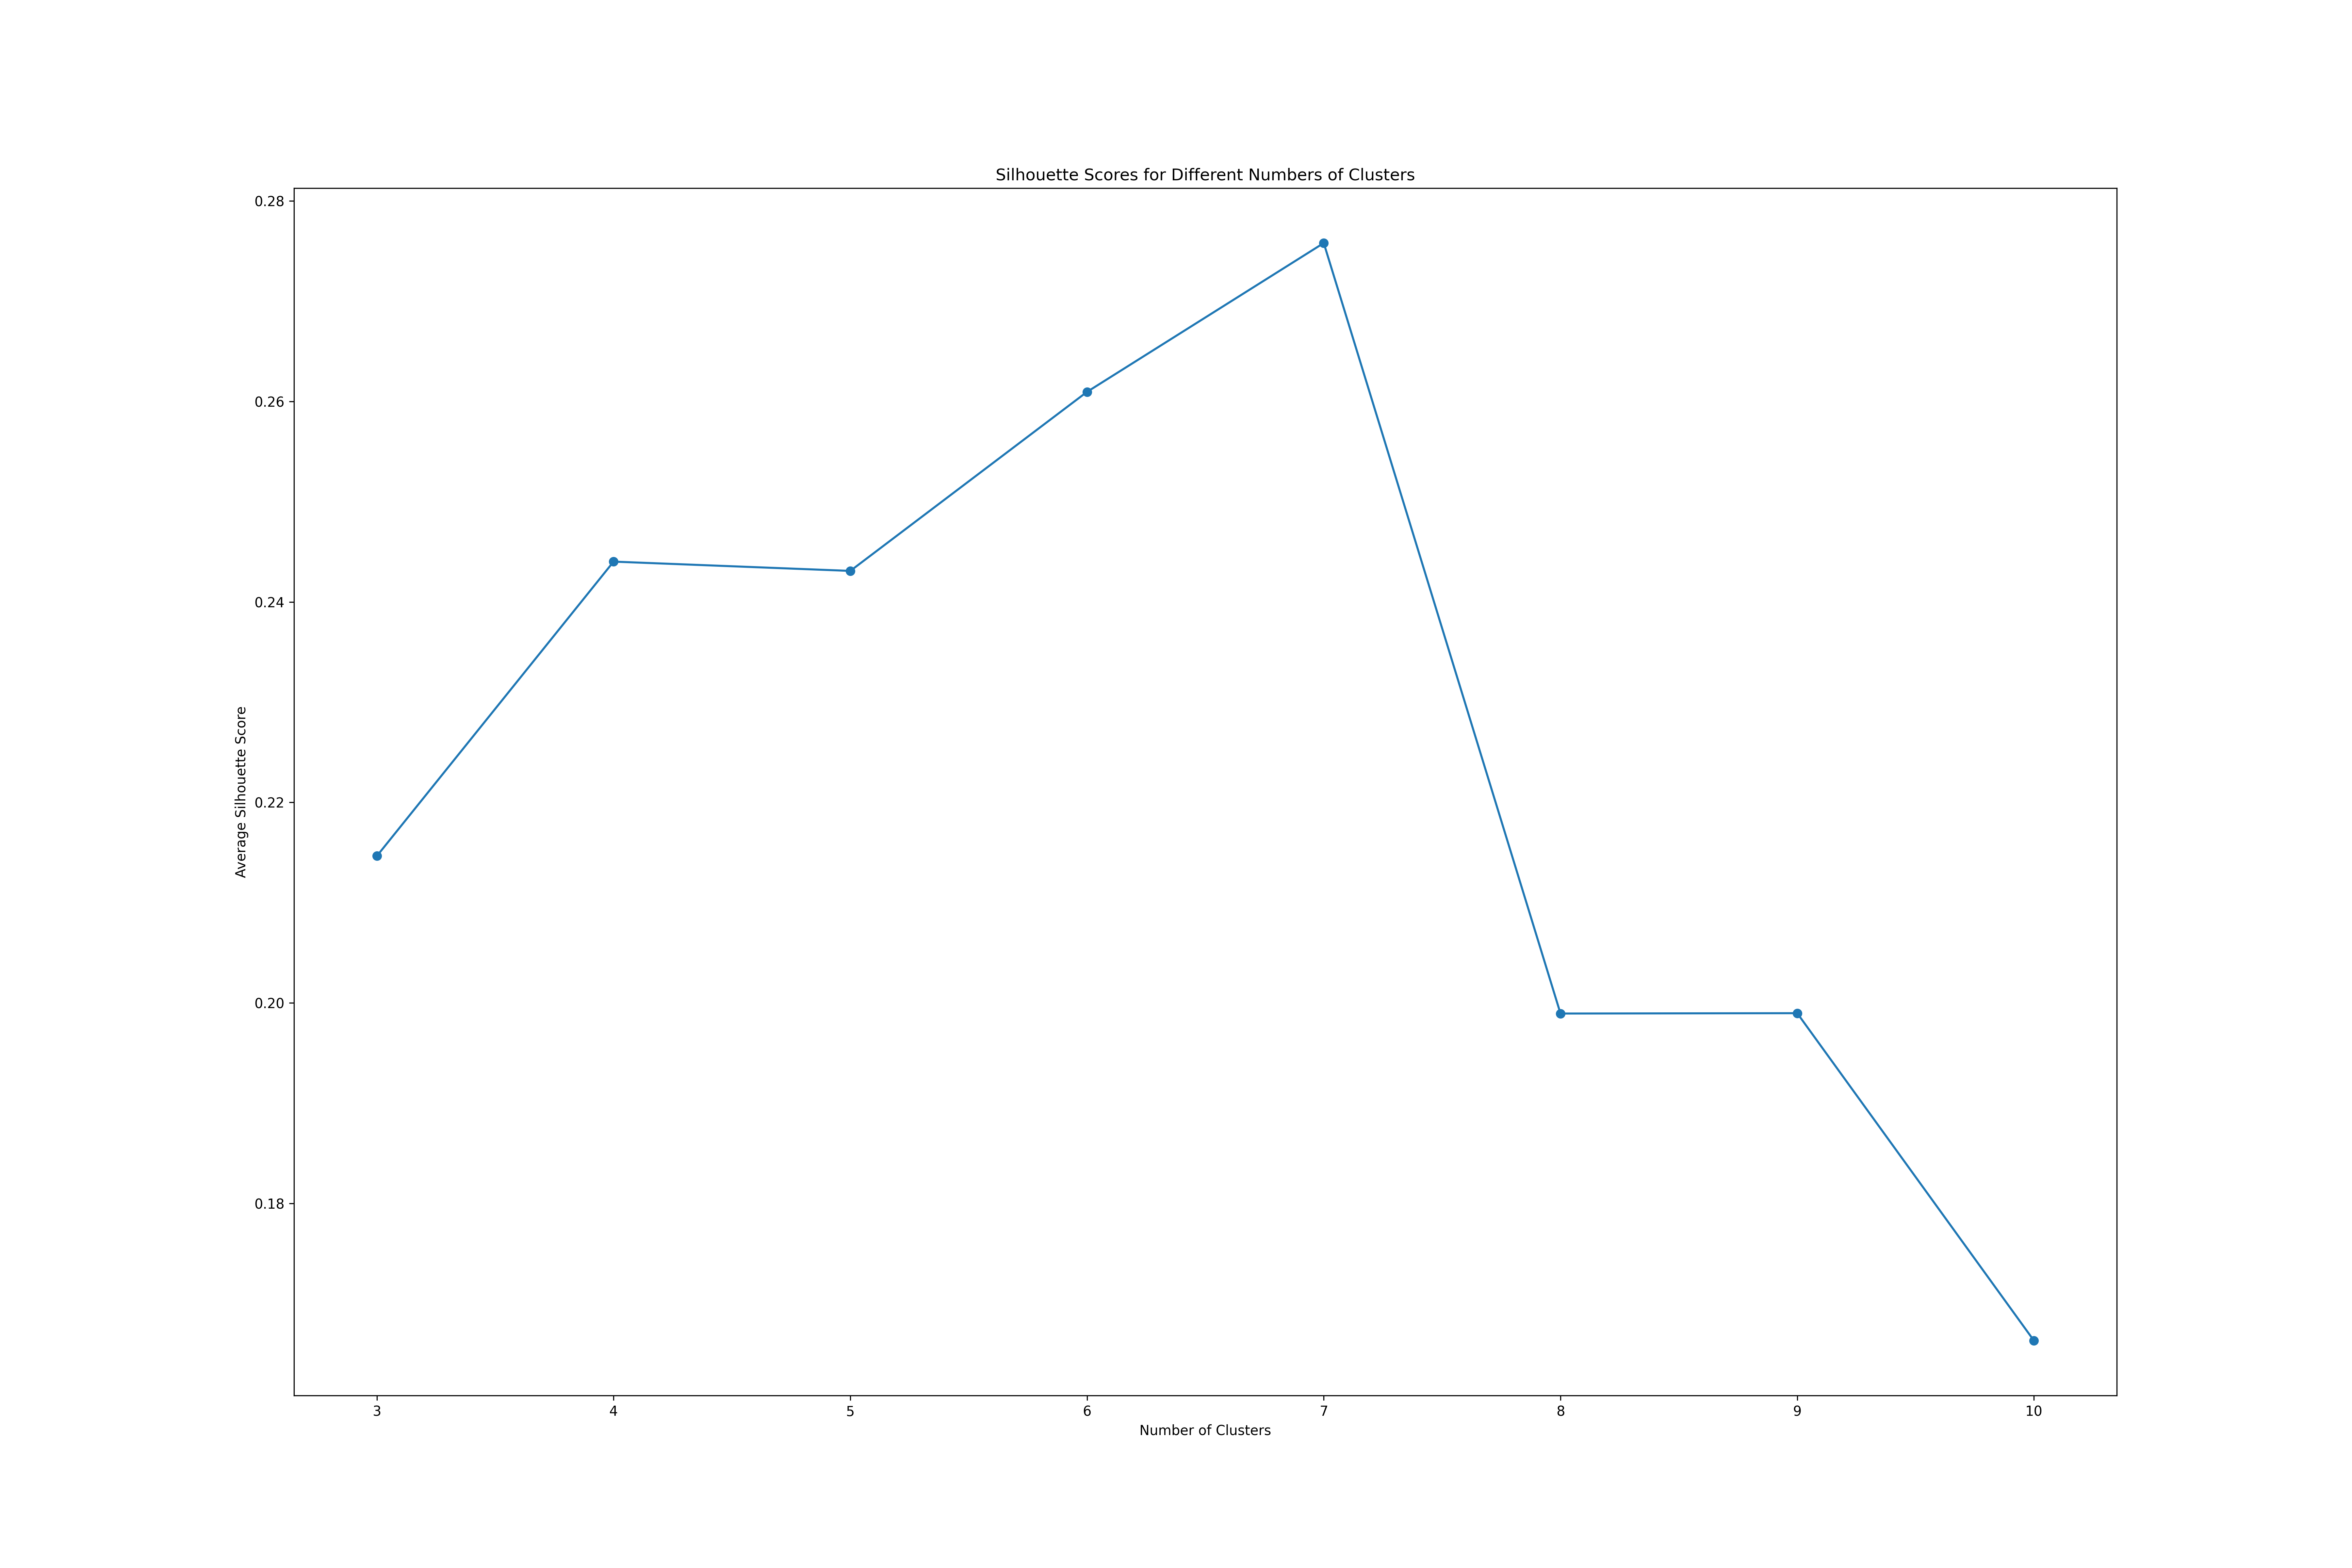 Silhouette Scores for Different Numbers of Clusters
0.28
0.26
0.24
0.22
0.20
0.18
Average Silhouette Score
3 4 5 6 7 8 9 10
Number of Clusters